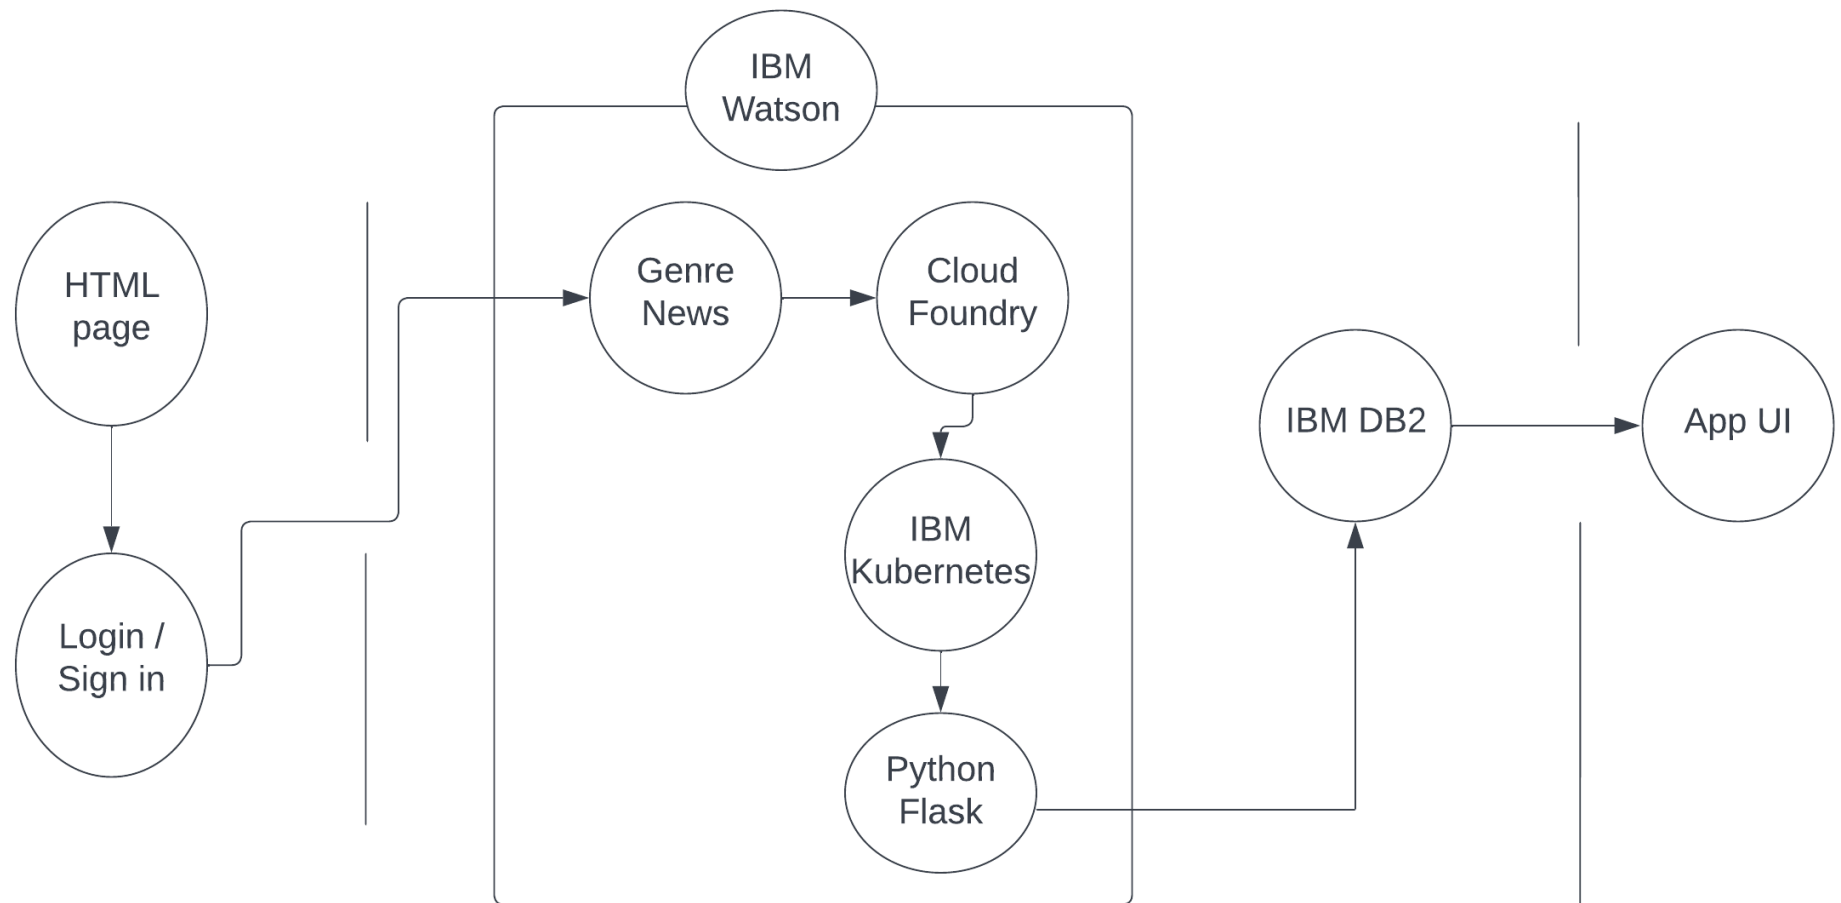 IBM
Watson
HTML
page
Login /
Sign in
Genre
News
Cloud
Foundry
IBM
Kubernetes
Python
Flask
IBM DB2
App UI